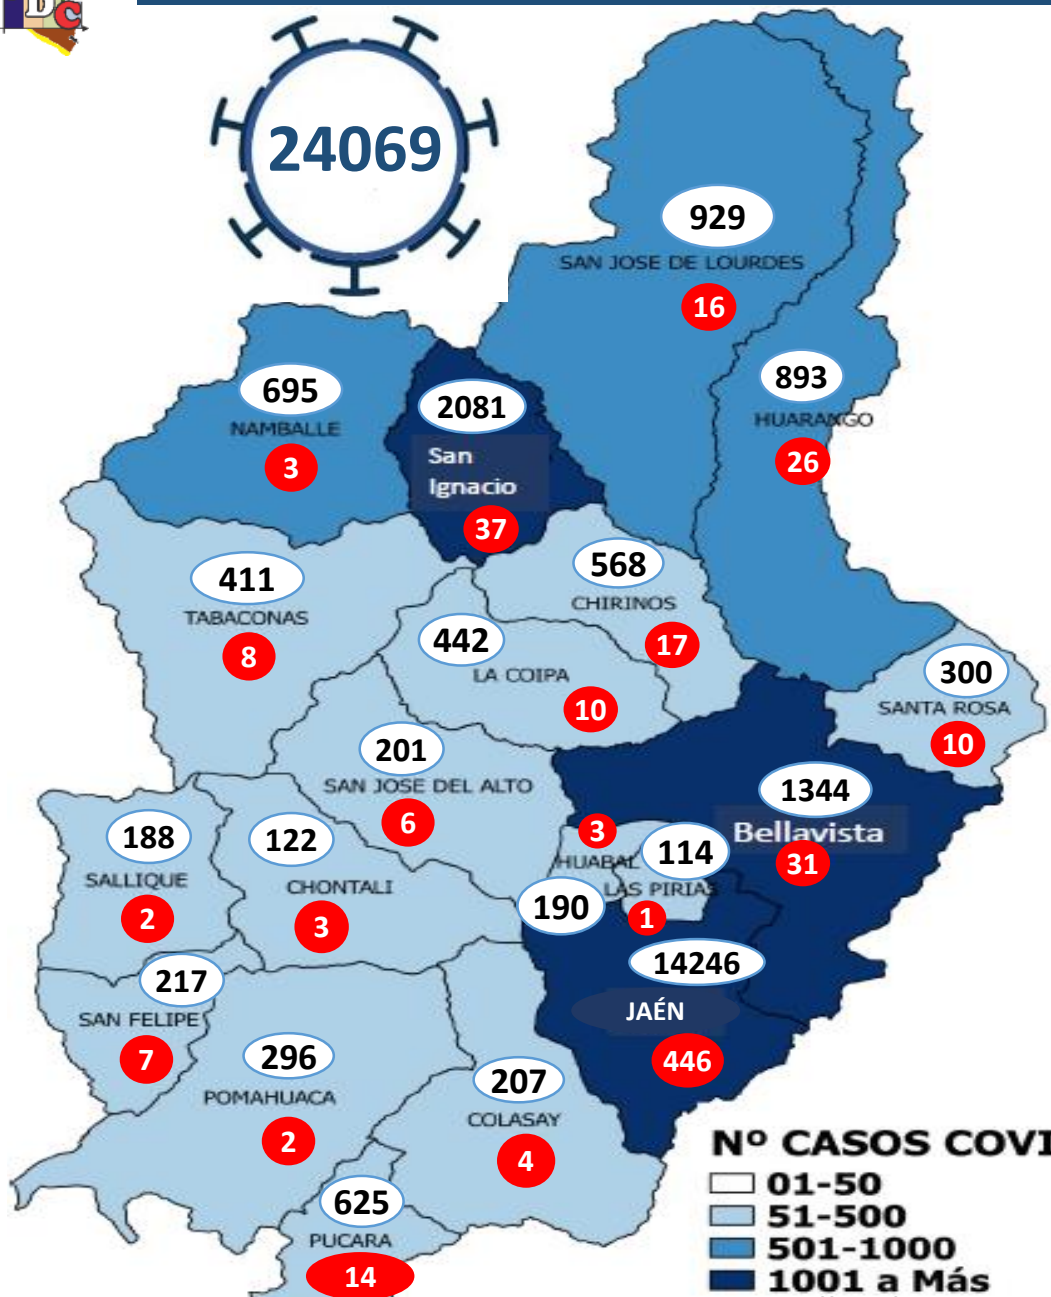 DC
24069
929
SAN JOSE DE LOURDES
16
893
HUARANGO
26
695
NAMBALLE
3
2081
San
Ignacio
37
411
TABACONAS
8
568
CHIRINOS
17
442
LA COIPA
10
300
SANTA ROSA
10
201
SAN JOSE DEL ALTO
6
1344
Bellavista
31
188
SALLIQUE
2
122
CHONTALI
3
3
HUABAL
190
114
LAS PIRIAS
1
14246
JAÉN
446
217
SAN FELIPE
7
296
POMAHUACA
2
207
COLASAY
4
625
PUCARA
14
Nº CASOS COVI
01-50
51-500
501-1000
1001 a Más